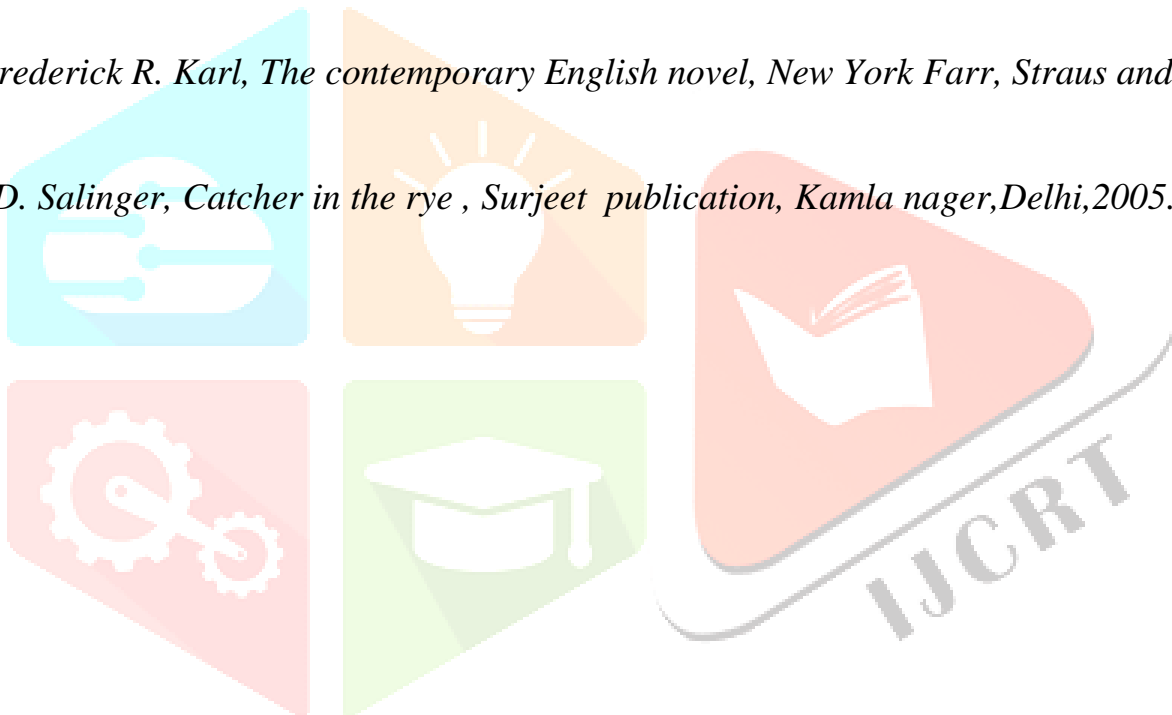 rederick R. Karl, The contemporary English novel, New York Farr, Straus and
D. Salinger, Catcher in the rye , Surjeet publication, Kamla nager,Delhi,2005.
IJCRT